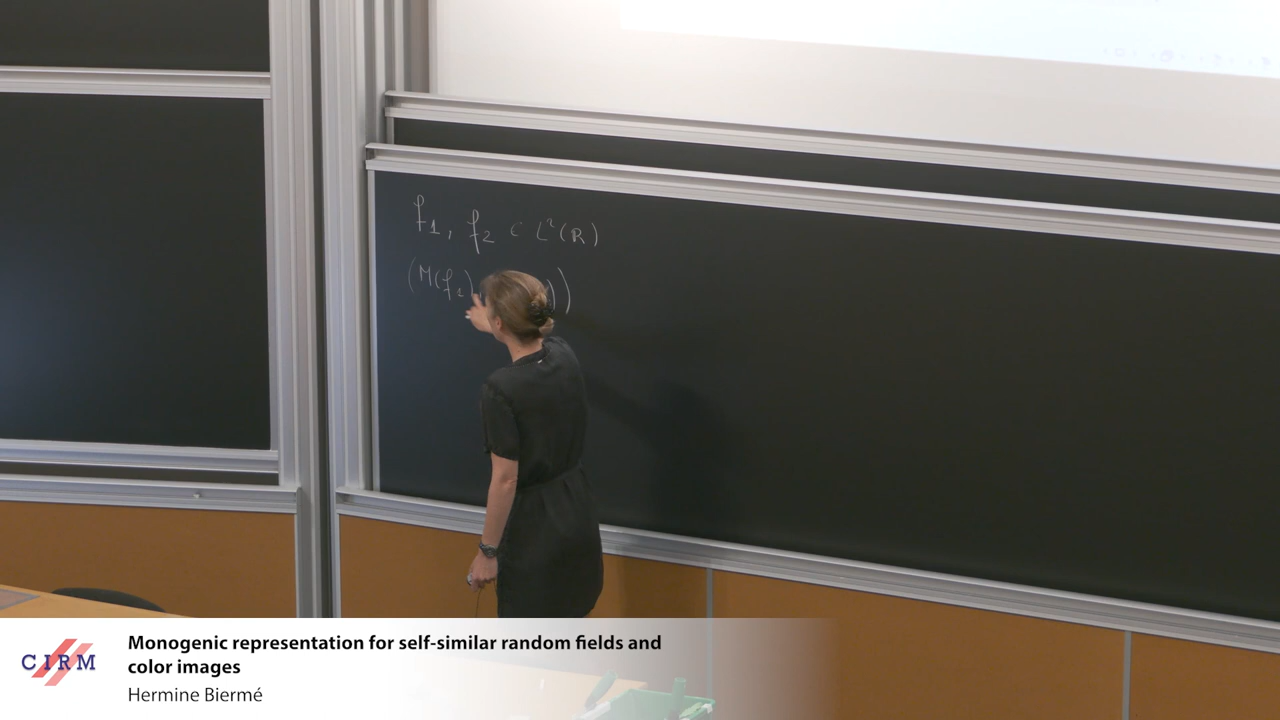 f₁, f₂ ⊂ L²(R)
(M(f₁) ))
CIRM
Monogenic representation for self-similar random fields and
color images
Hermine Biermé